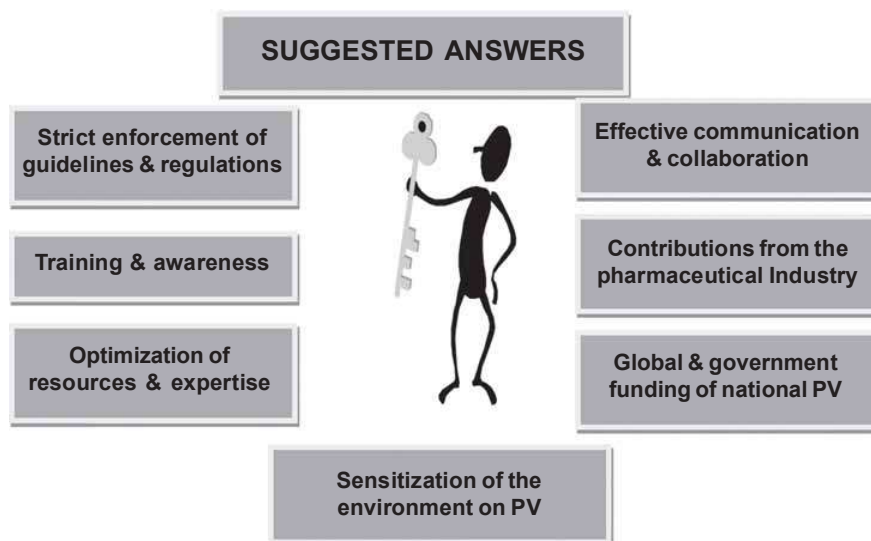 SUGGESTED ANSWERS
Strict enforcement of
guidelines & regulations
Training & awareness
Optimization of
resources & expertise
Effective communication
& collaboration
Contributions from the
pharmaceutical Industry
Global & government
funding of national PV
Sensitization of the
environment on PV